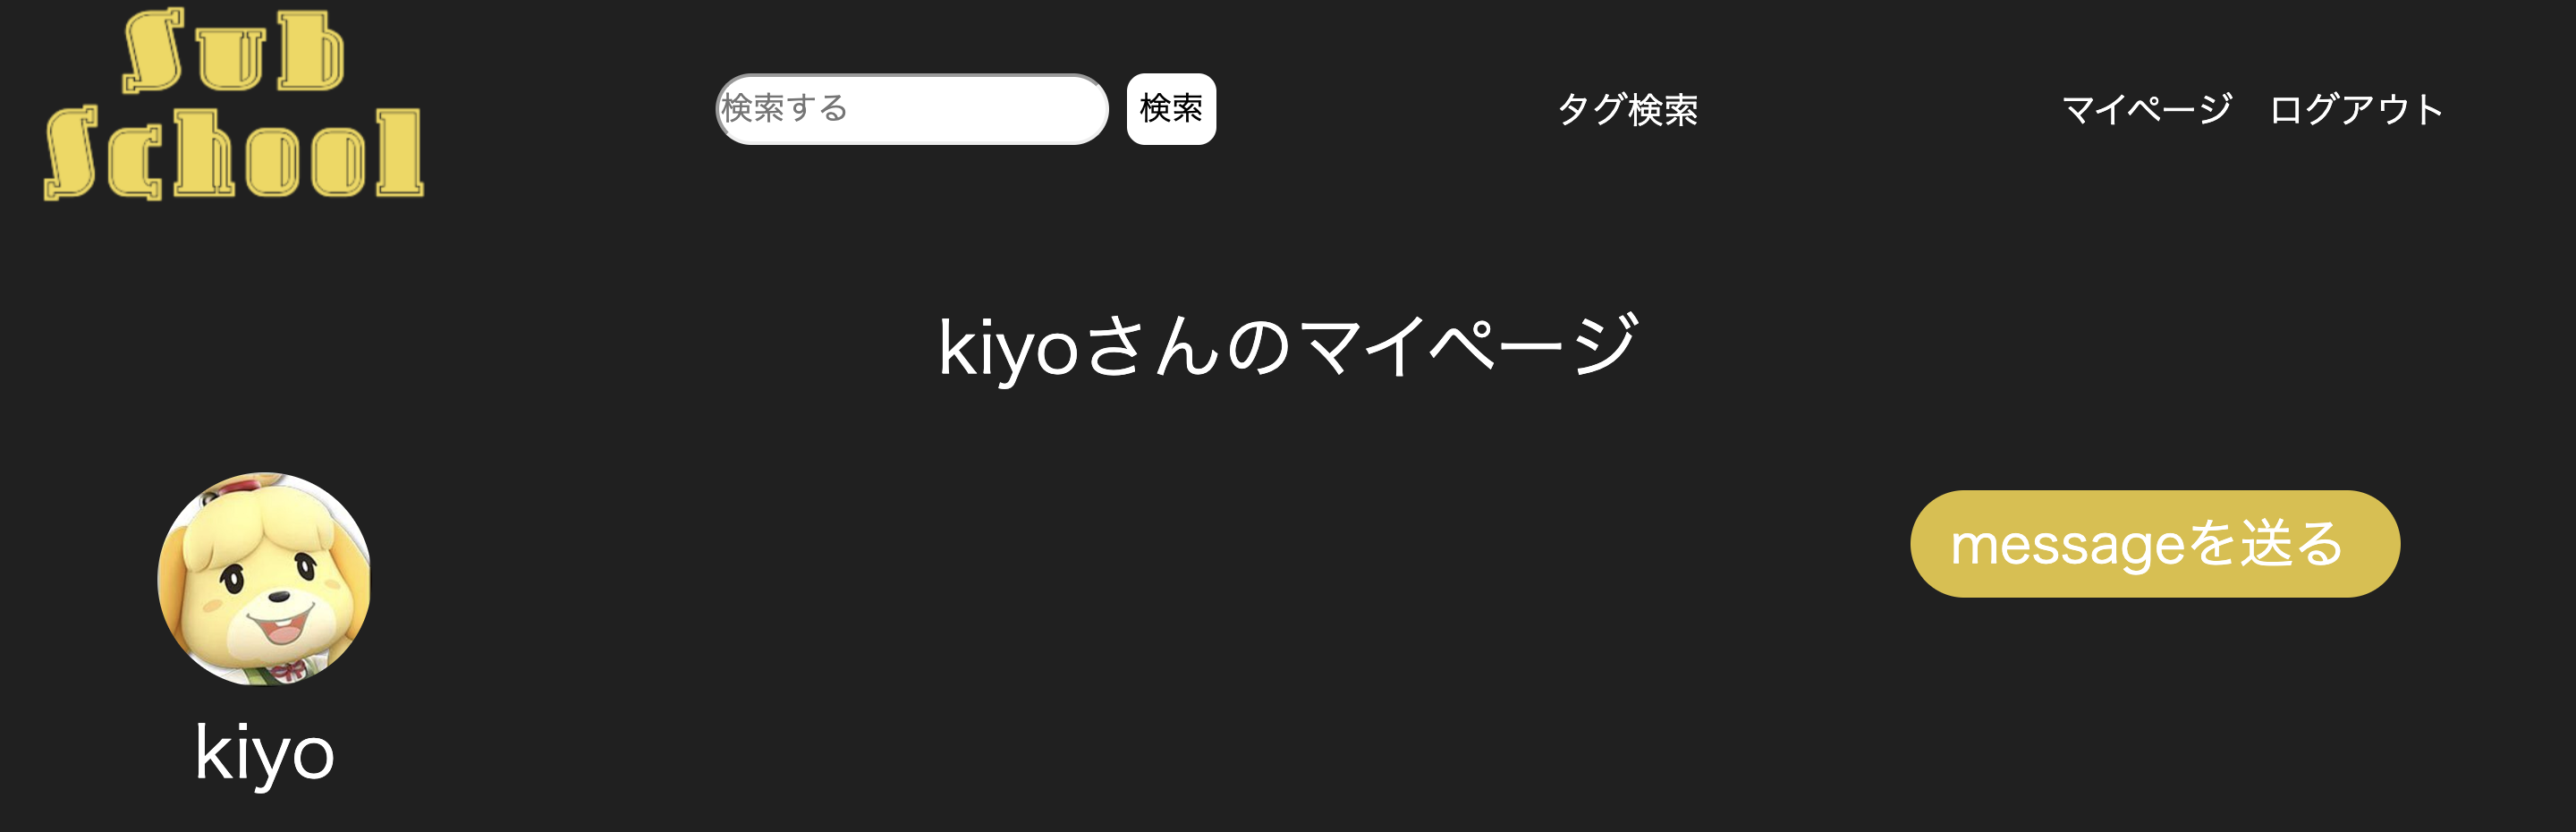 Sub
School
検索する 検索 タグ検索 マイページ ログアウト
kiyoさんのマイページ
messageを送る
kiyo